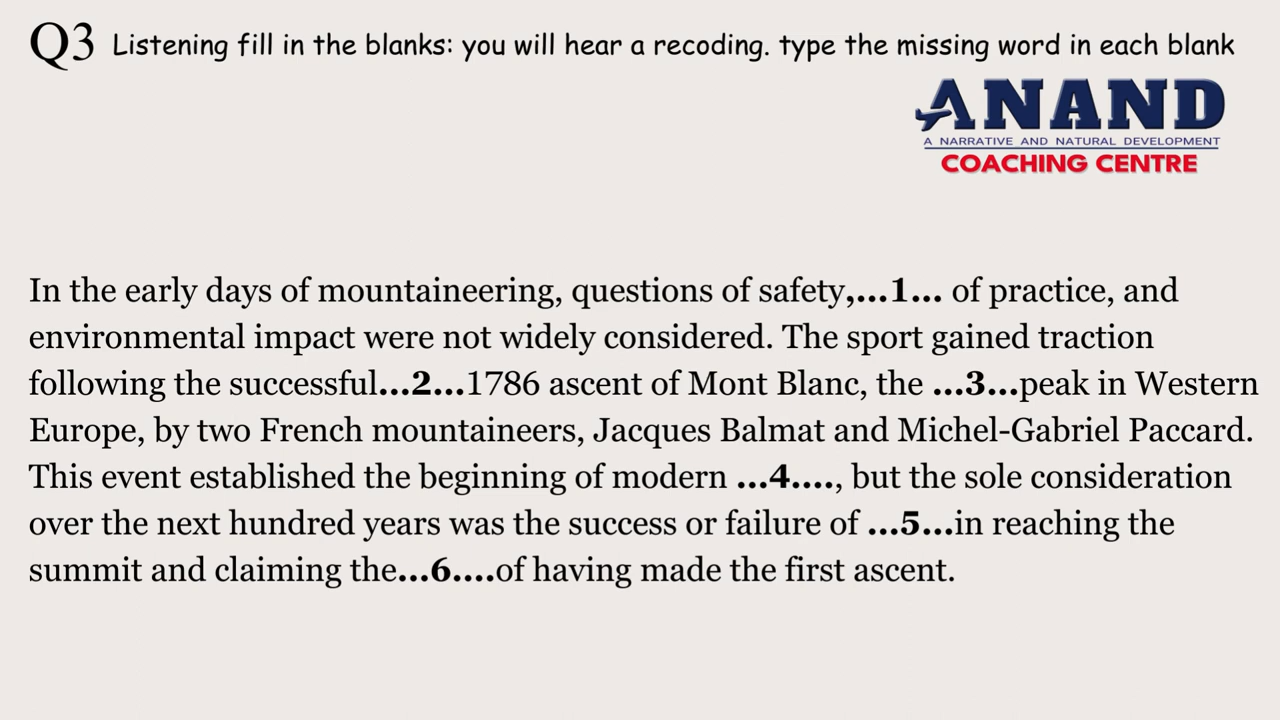 Q3 Listening fill in the blanks: you will hear a recoding. type the missing word in each blank
ANAND
A NARRATIVE AND NATURAL DEVELOPMENT
COACHING CENTRE
In the early days of mountaineering, questions of safety,...1... of practice, and
environmental impact were not widely considered. The sport gained traction
following the successful...2...1786 ascent of Mont Blanc, the ...3...peak in Western
Europe, by two French mountaineers, Jacques Balmat and Michel-Gabriel Paccard.
This event established the beginning of modern ...4...., but the sole consideration
over the next hundred years was the success or failure of ...5...in reaching the
summit and claiming the...6....of having made the first ascent.